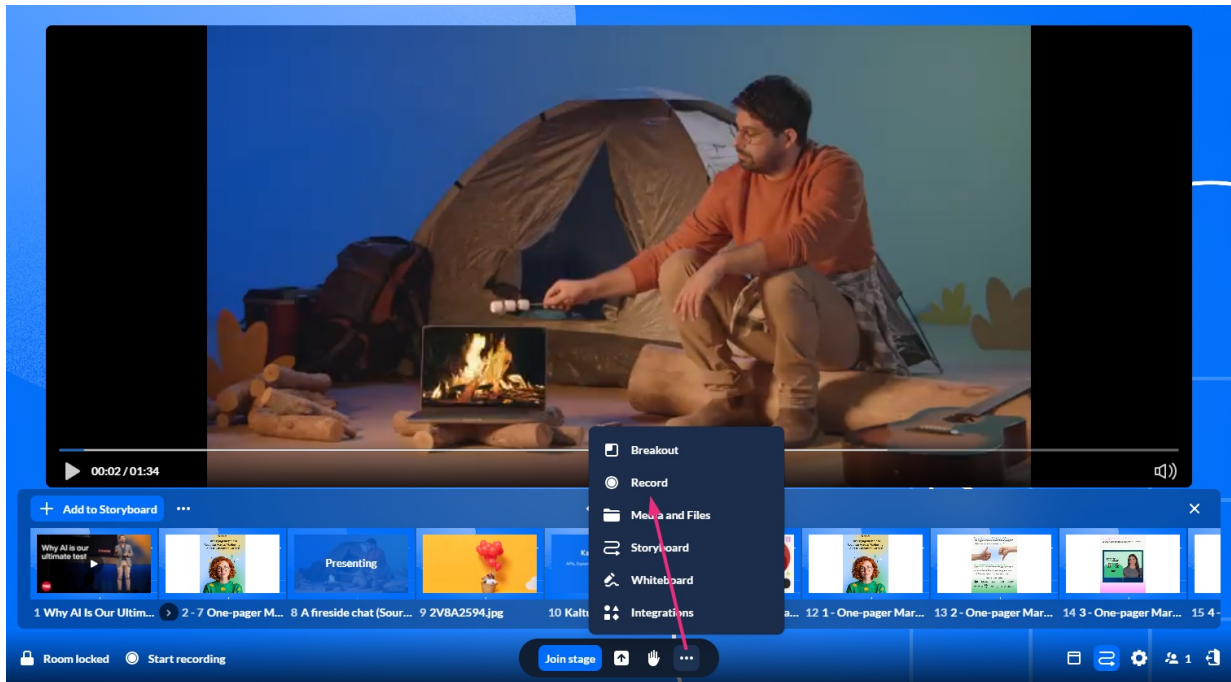 00:02 / 01:34
Breakout
Record
Media and Files
Storyboard
Whiteboard
Integrations
+ Add to Storyboard
Why AI is our
ultimate test
Presenting
1 Why AI Is Our Ultim...
2 - 7 One-pager M...
8 A fireside chat (Sour...
9 2V8A2594.jpg
10 Kaltu
a...
12 1 - One-pager Mar...
13 2 - One-pager Mar...
14 3 - One-pager Mar...
15 4 -
Room locked
Start recording
Join stage
1